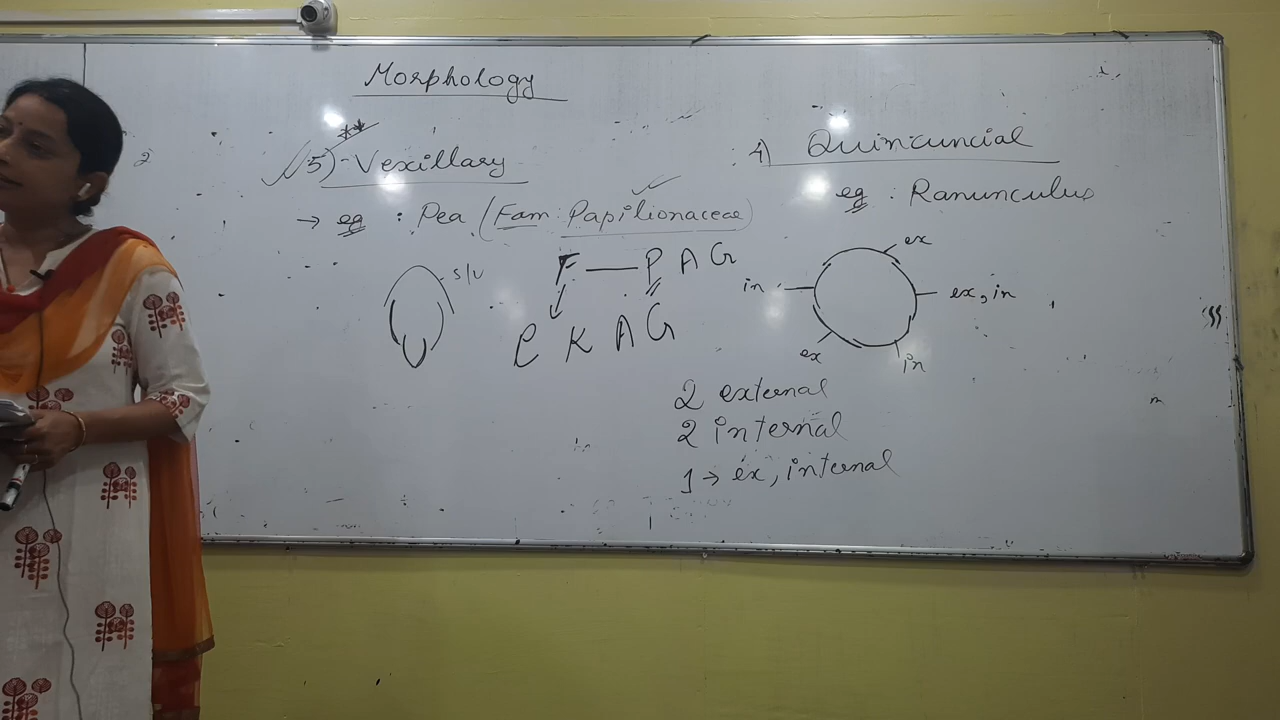 Morphology
5) Vexillary
→ eg : Pea (Fam : Papilionaceae)
F — P A G
C K A G
4) Quincuncial
eg : Ranunculus
ex
in
ex, in
ex
in
2 external
2 internal
1 → ex, internal